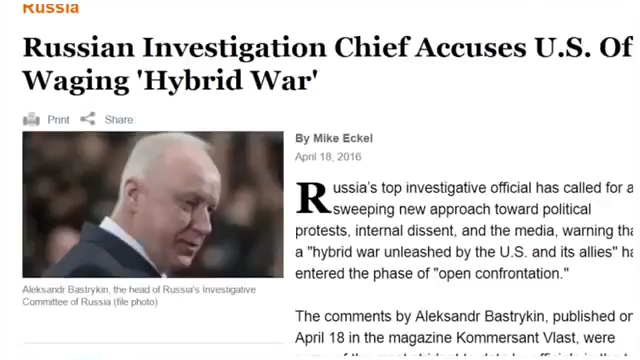 Russia
Russian Investigation Chief Accuses U.S. Of
Waging 'Hybrid War'
Print Share:
By Mike Eckel
April 18, 2016
Russia's top investigative official has called for a
sweeping new approach toward political
protests, internal dissent, and the media, warning tha
a "hybrid war unleashed by the U.S. and its allies" ha
entered the phase of "open confrontation."
Aleksandr Bastrykin, the head of Russia's Investigative
Committee of Russia (file photo)
The comments by Aleksandr Bastrykin, published on
April 18 in the magazine Kommersant Vlast, were